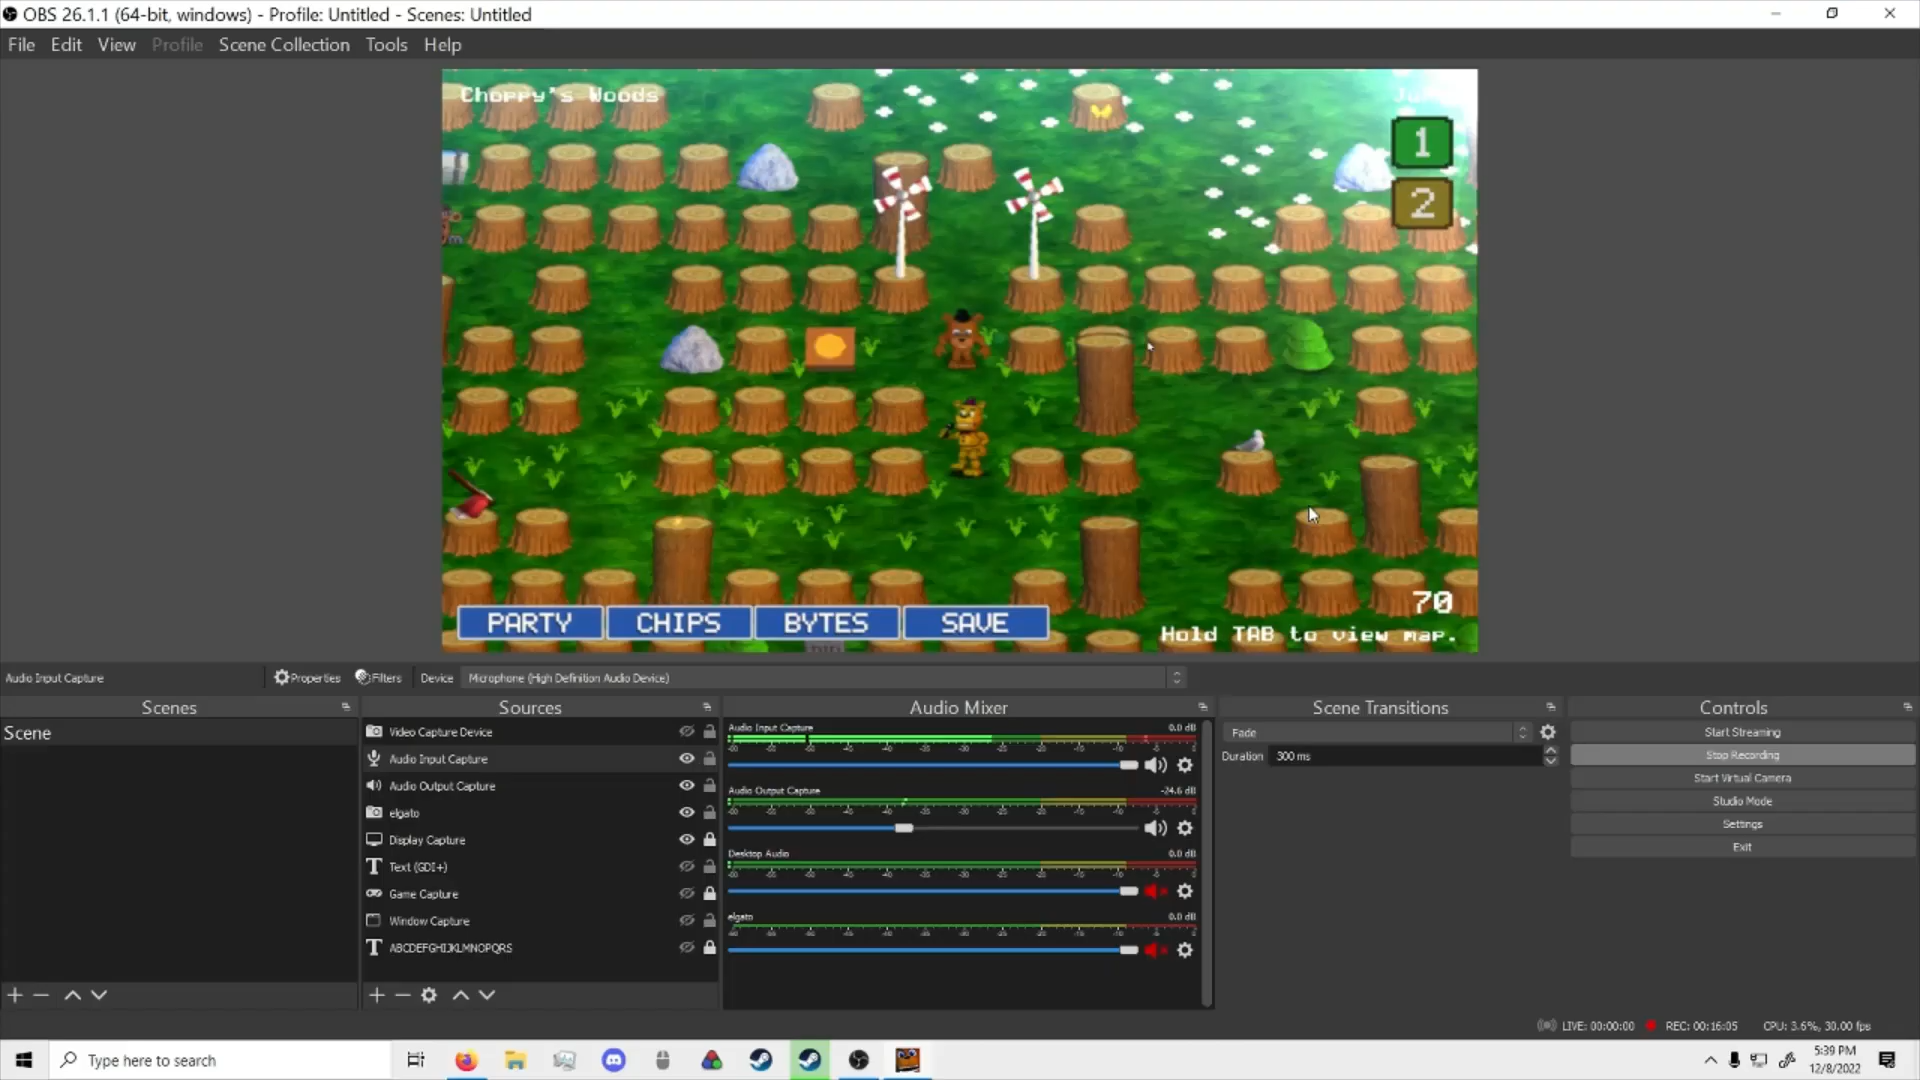 OBS 26.1.1 (64-bit, windows) - Profile: Untitled - Scenes: Untitled
File Edit View Profile Scene Collection Tools Help
Choppy's Woods
1
2
PARTY CHIPS BYTES SAVE
70
Hold TAB to view map.
Audio Input Capture Properties Filters Device Microphone (High Definition Audio Device)
Scenes Sources Audio Mixer Scene Transitions Controls
Scene
Video Capture Device
Audio Input Capture
Audio Output Capture
elgato
Display Capture
Text (GDI+)
Game Capture
Window Capture
ABCDEFGHIJKLMNOPQRS
Audio Input Capture 0.0 dB
Audio Output Capture -24.6 dB
Desktop Audio 0.0 dB
elgato 0.0 dB
Fade
Duration 300 ms
Start Streaming
Stop Recording
Start Virtual Camera
Studio Mode
Settings
Exit
LIVE: 00:00:00 REC: 00:16:05 CPU: 3.6%, 30.00 fps
Type here to search
5:39 PM
12/8/2022